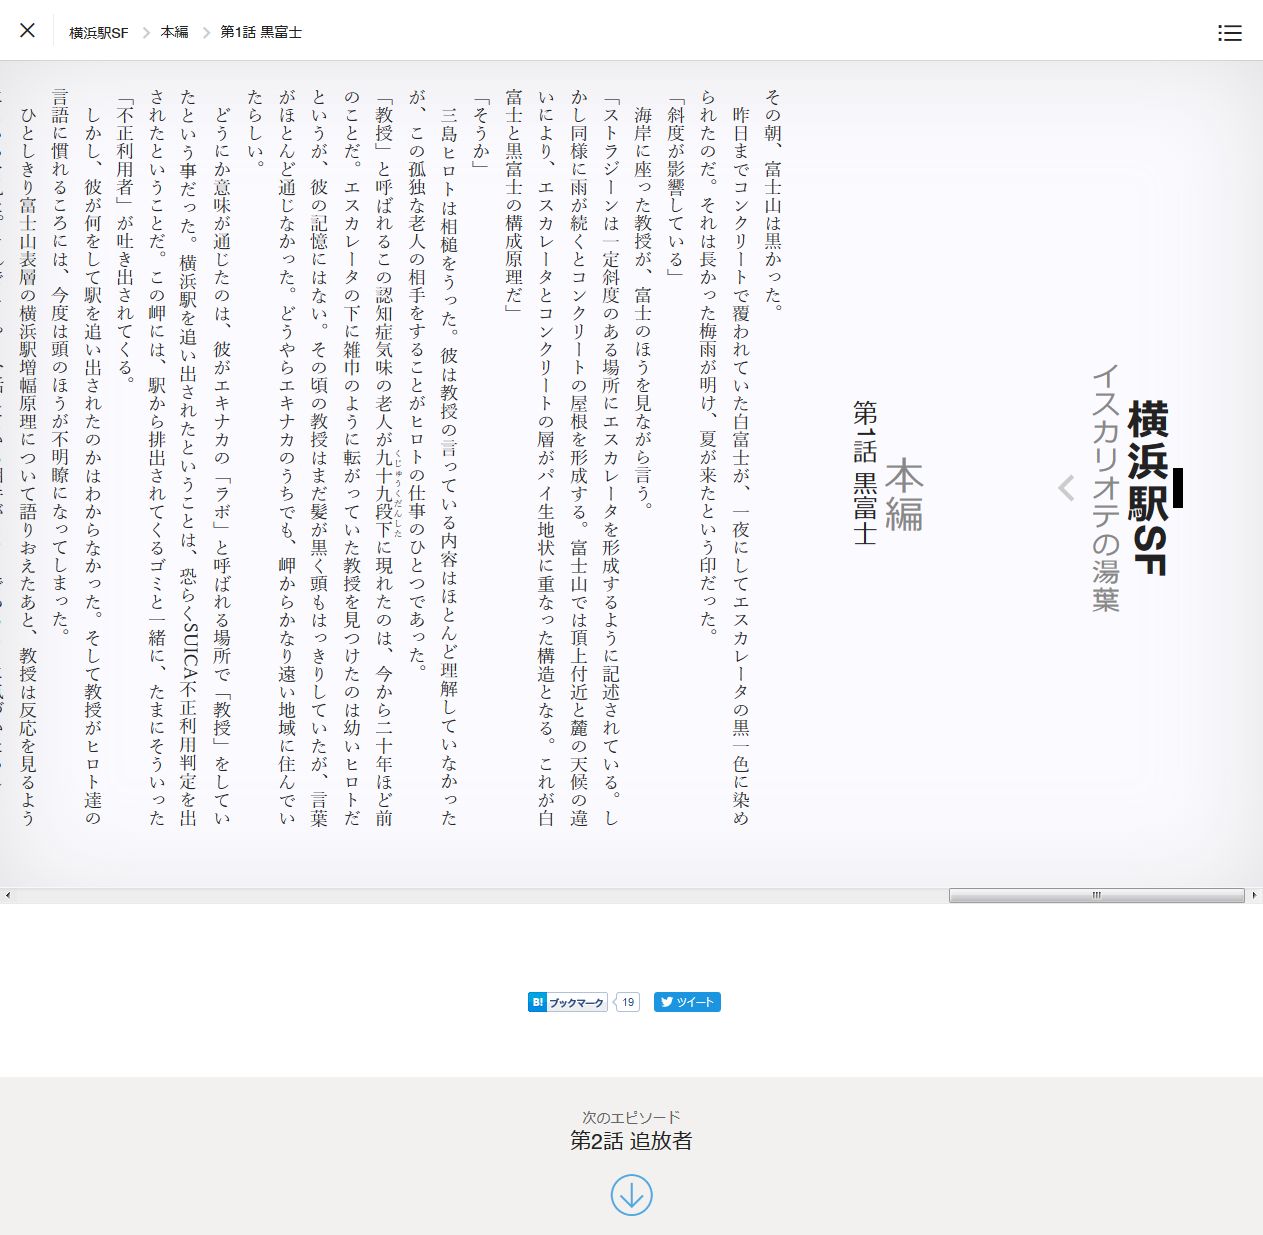 横浜駅SF 本編 第1話 黒富士
横浜駅SF
イスカリオテの湯葉
本編
第1話 黒富士
その朝、富士山は黒かった。
昨日までコンクリートで覆われていた白富士が、一夜にしてエスカレータの黒一色に染め
られたのだ。それは長かった梅雨が明け、夏が来たという印だった。
「斜度が影響している」
海岸に座った教授が、富士のほうを見ながら言う。
「ストラジーンは一定斜度のある場所にエスカレータを形成するように記述されている。し
かし同様に雨が続くとコンクリートの屋根を形成する。富士山では頂上付近と麓の天候の違
いにより、エスカレータとコンクリートの層がパイ生地状に重なった構造となる。これが白
富士と黒富士の構成原理だ」
「そうか」
三島ヒロトは相槌をうった。彼は教授の言っている内容はほとんど理解していなかった
が、この孤独な老人の相手をすることがヒロトの仕事のひとつであった。
「教授」と呼ばれるこの認知症気味の老人が九十九段下に現れたのは、今から二十年ほど前
くじゅうくだんした
のことだ。エスカレータの下に雑巾のように転がっていた教授を見つけたのは幼いヒロトだ
というが、彼の記憶にはない。その頃の教授はまだ髪が黒く頭もはっきりしていたが、言葉
がほとんど通じなかった。どうやらエキナカのうちでも、岬からかなり遠い地域に住んでい
たらしい。
どうにか意味が通じたのは、彼がエキナカの「ラボ」と呼ばれる場所で「教授」をしてい
たという事だった。横浜駅を追い出されたということは、恐らくSUICA不正利用判定を出
されたということだ。この岬には、駅から排出されてくるゴミと一緒に、たまにそういった
「不正利用者」が吐き出されてくる。
しかし、彼が何をして駅を追い出されたのかはわからなかった。そして教授がヒロト達の
言語に慣れるころには、今度は頭のほうが不明瞭になってしまった。
ひとしきり富士山表層の横浜駅増幅原理について語りおえたあと、教授は反応を見るよう
B! ブックマーク 19 ツイート
次のエピソード
第2話 追放者